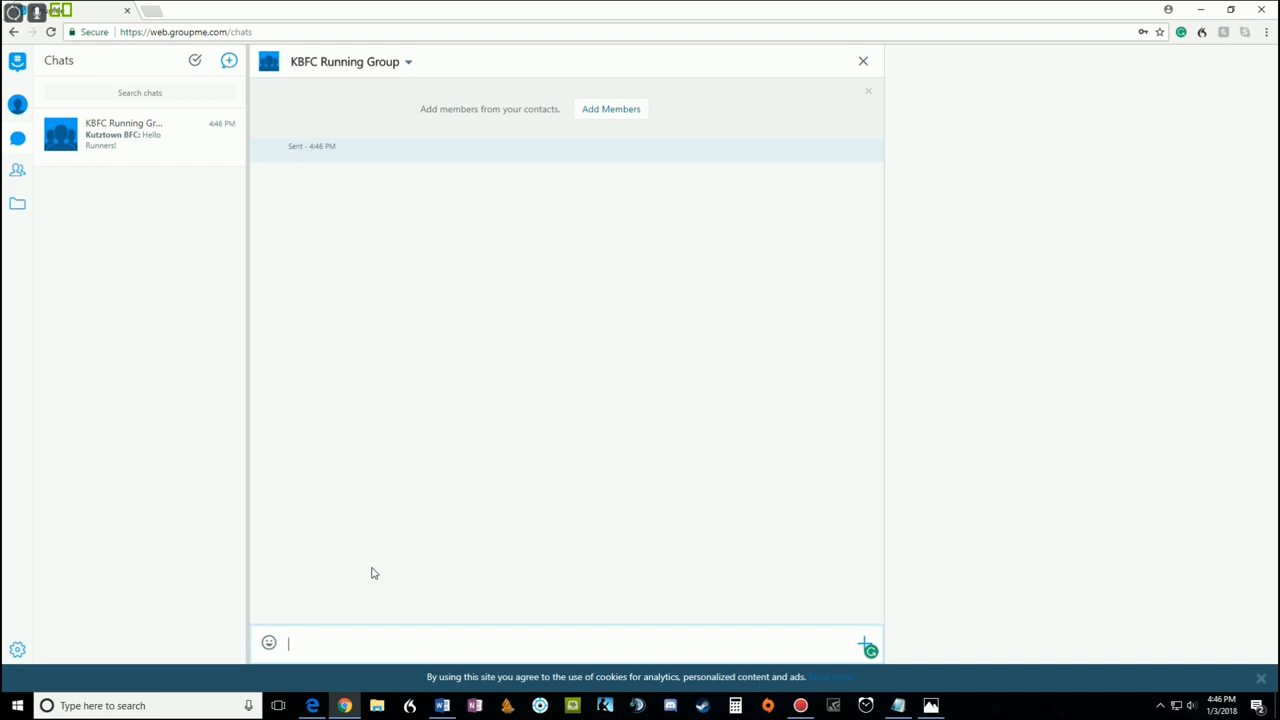 60
Secure
https://web.groupme.com/chats
Chats
KBFC Running Group
Search chats
Add members from your contacts.
Add Members
KBFC Running Gr...
4:46 PM
Kutztown BFC: Hello
Runners!
Sent - 4:46 PM
By using this site you agree to the use of cookies for analytics, personalized content and ads. Read more
Type here to search
4:46 PM
1/3/2018